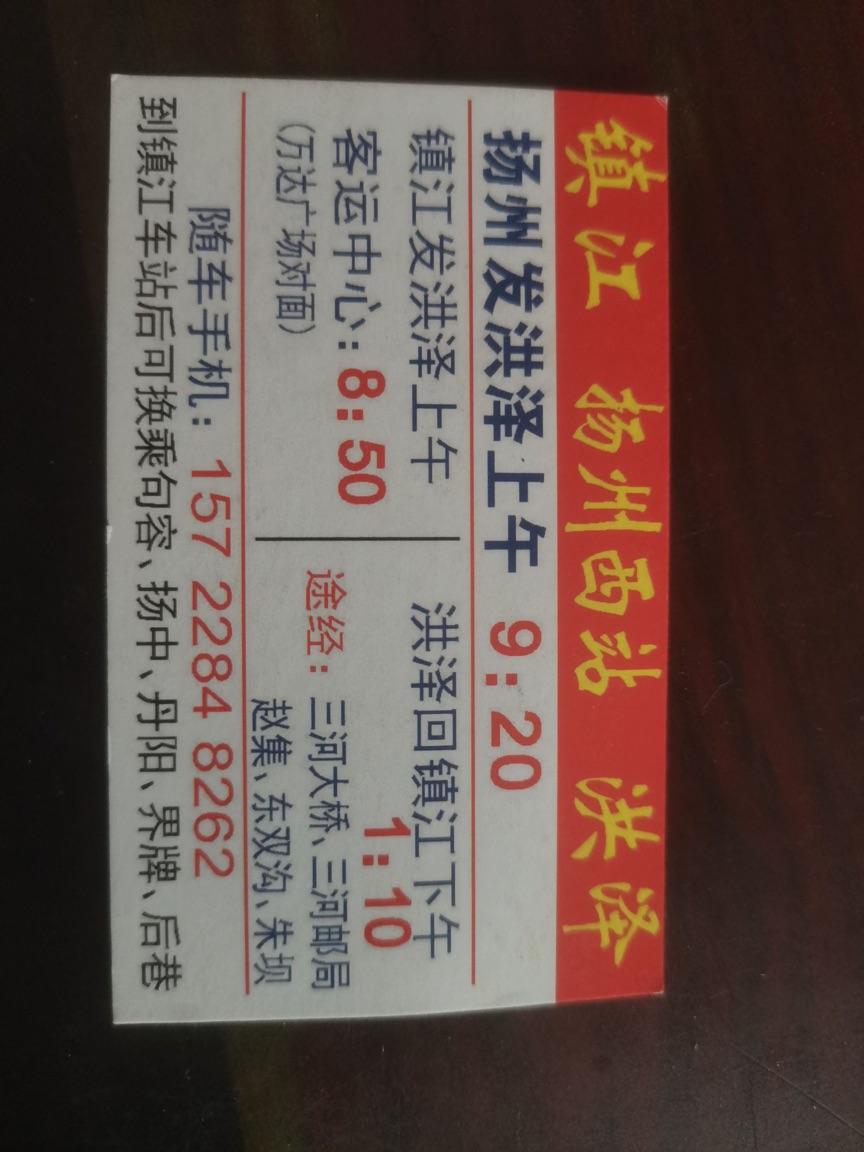 镇江 扬州西站 洪泽
扬州发洪泽上午 9:20
镇江发洪泽上午
客运中心:8:50
(万达广场对面)
洪泽回镇江下午
1:10
途经:三河大桥、三河邮局
赵集、东双沟、朱坝
随车手机:157 2284 8262
到镇江车站后可换乘句容、扬中、丹阳、界牌、后巷